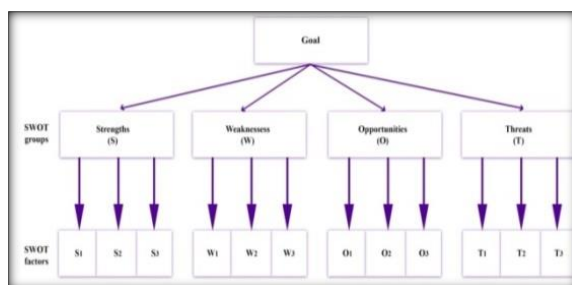 Goal
SWOT groups
Strengths (S)
Weaknessess (W)
Opportunities (O)
Threats (T)
SWOT factors
S1 S2 S3 W1 W2 W3 O1 O2 O3 T1 T2 T3